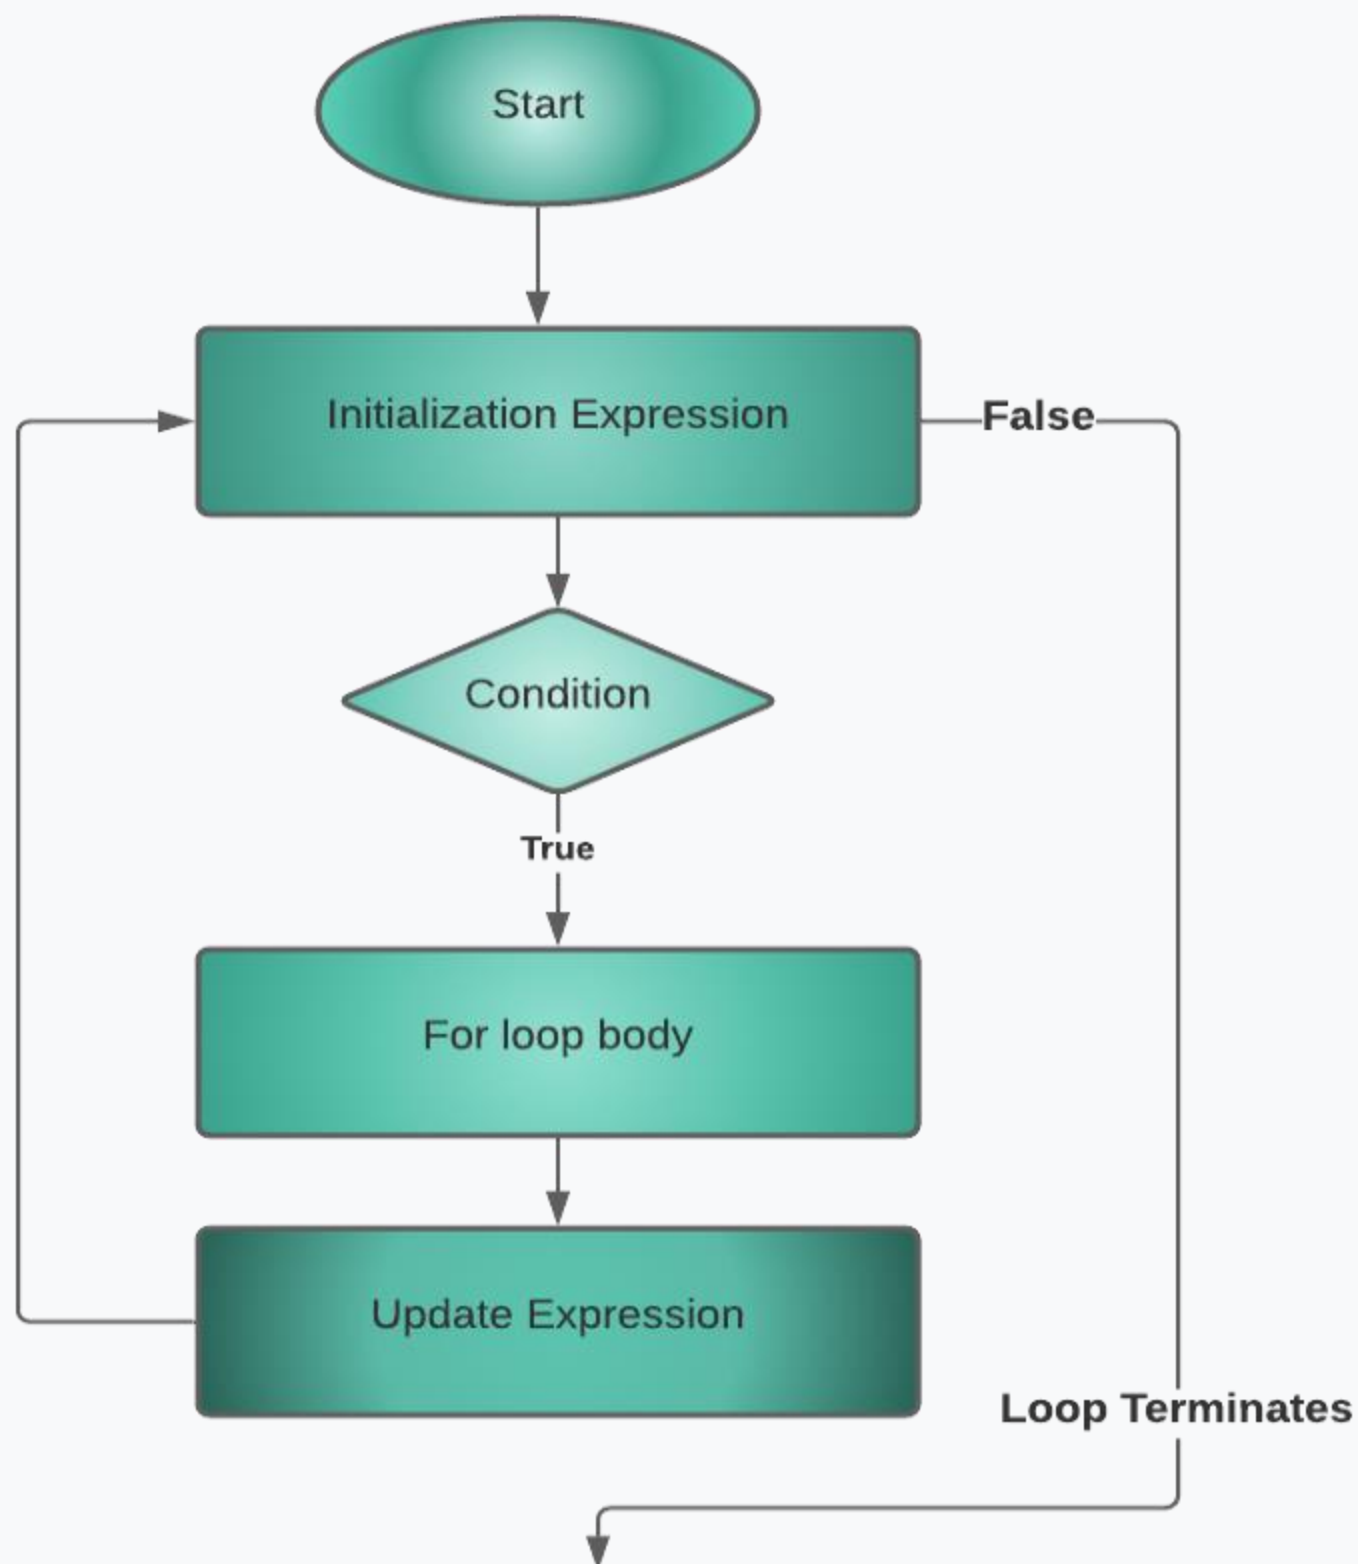 Start
Initialization Expression
False
Condition
True
For loop body
Update Expression
Loop Terminates